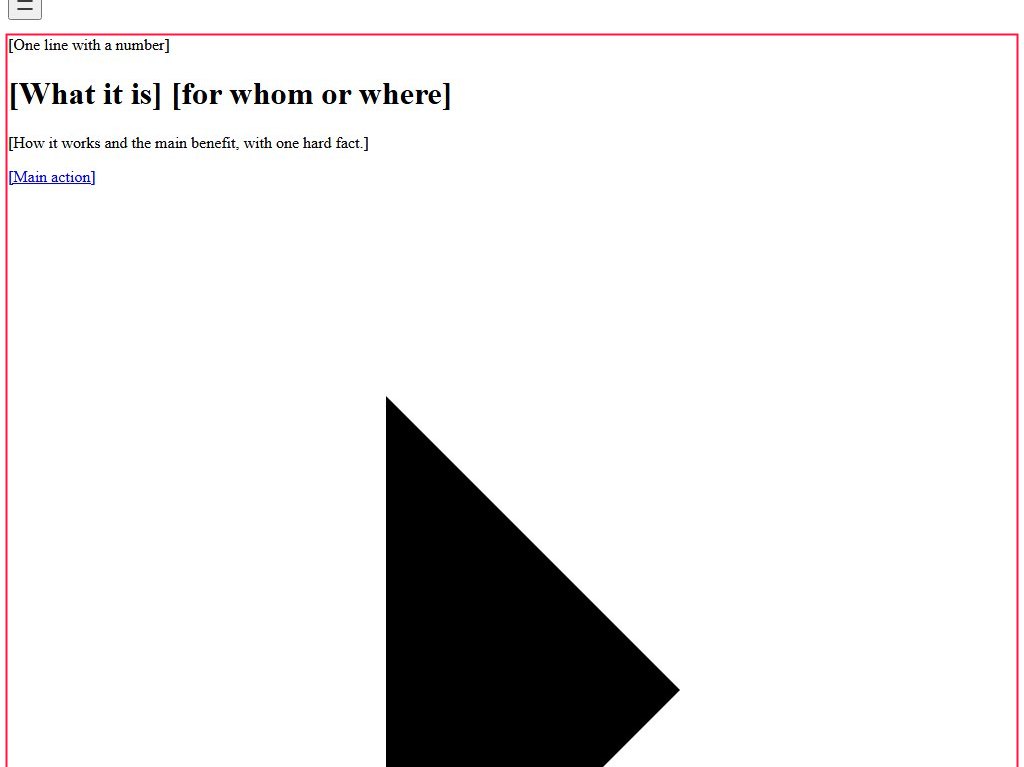 [One line with a number]
[What it is] [for whom or where]
[How it works and the main benefit, with one hard fact.]
[Main action]